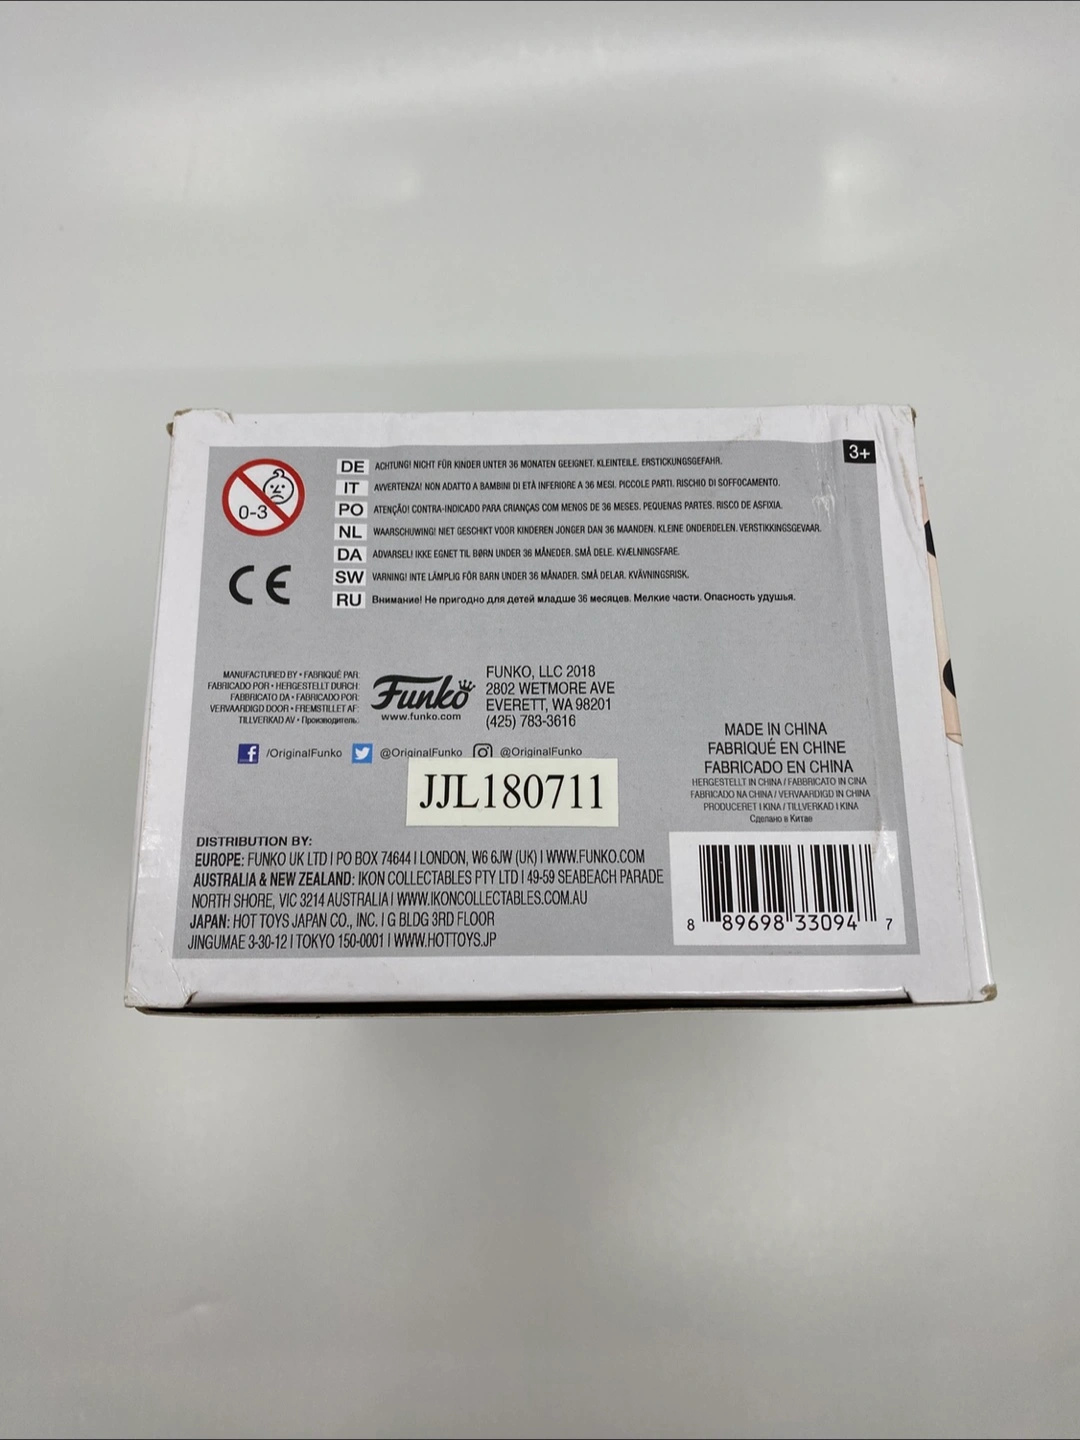 3+
0-3
DE ACHTUNG! NICHT FÜR KINDER UNTER 36 MONATEN GEEIGNET. KLEINTEILE. ERSTICKUNGSGEFAHR.
IT AVVERTENZA! NON ADATTO A BAMBINI DI ETÀ INFERIORE A 36 MESI. PICCOLE PARTI. RISCHIO DI SOFFOCAMENTO.
PO ATENÇÃO! CONTRA-INDICADO PARA CRIANÇAS COM MENOS DE 36 MESES. PEQUENAS PARTES. RISCO DE ASFIXIA.
NL WAARSCHUWING! NIET GESCHIKT VOOR KINDEREN JONGER DAN 36 MAANDEN. KLEINE ONDERDELEN. VERSTIKKINGSGEVAAR.
DA ADVARSEL! IKKE EGNET TIL BØRN UNDER 36 MÅNEDER. SMÅ DELE. KVÆLNINGSFARE.
SW VARNING! INTE LÄMPLIG FÖR BARN UNDER 36 MÅNADER. SMÅ DELAR. KVÄVNINGSRISK.
RU Внимание! Не пригодно для детей младше 36 месяцев. Мелкие части. Опасность удушья.
CE
MANUFACTURED BY • FABRIQUÉ PAR:
FABRICADO POR • HERGESTELLT DURCH:
FABBRICATO DA • FABRICADO POR:
VERVAARDIGD DOOR • FREMSTILLET AF:
TILLVERKAD AV • Производитель:
Funko
www.funko.com
FUNKO, LLC 2018
2802 WETMORE AVE
EVERETT, WA 98201
(425) 783-3616
/OriginalFunko @OriginalFunko @OriginalFunko
JJL180711
MADE IN CHINA
FABRIQUÉ EN CHINE
FABRICADO EN CHINA
HERGESTELLT IN CHINA / FABBRICATO IN CINA
FABRICADO NA CHINA / VERVAARDIGD IN CHINA
PRODUCERET I KINA / TILLVERKAD I KINA
Сделано в Китае
DISTRIBUTION BY:
EUROPE: FUNKO UK LTD | PO BOX 74644 | LONDON, W6 6JW (UK) | WWW.FUNKO.COM
AUSTRALIA & NEW ZEALAND: IKON COLLECTABLES PTY LTD | 49-59 SEABEACH PARADE
NORTH SHORE, VIC 3214 AUSTRALIA | WWW.IKONCOLLECTABLES.COM.AU
JAPAN: HOT TOYS JAPAN CO., INC. | G BLDG 3RD FLOOR
JINGUMAE 3-30-12 | TOKYO 150-0001 | WWW.HOTTOYS.JP
8 89698 33094 7